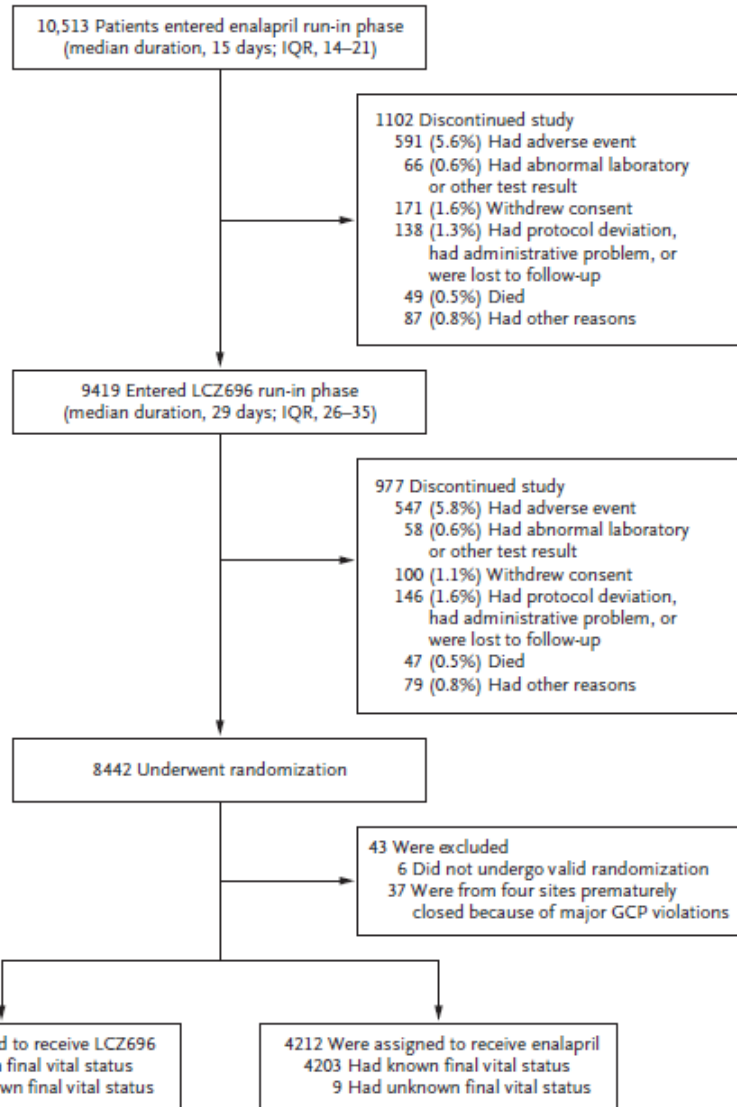 10,513 Patients entered enalapril run-in phase
(median duration, 15 days; IQR, 14–21)
1102 Discontinued study
591 (5.6%) Had adverse event
66 (0.6%) Had abnormal laboratory
or other test result
171 (1.6%) Withdrew consent
138 (1.3%) Had protocol deviation,
had administrative problem, or
were lost to follow-up
49 (0.5%) Died
87 (0.8%) Had other reasons
9419 Entered LCZ696 run-in phase
(median duration, 29 days; IQR, 26–35)
977 Discontinued study
547 (5.8%) Had adverse event
58 (0.6%) Had abnormal laboratory
or other test result
100 (1.1%) Withdrew consent
146 (1.6%) Had protocol deviation,
had administrative problem, or
were lost to follow-up
47 (0.5%) Died
79 (0.8%) Had other reasons
8442 Underwent randomization
43 Were excluded
6 Did not undergo valid randomization
37 Were from four sites prematurely
closed because of major GCP violations
to receive LCZ696
final vital status
final vital status
4212 Were assigned to receive enalapril
4203 Had known final vital status
9 Had unknown final vital status